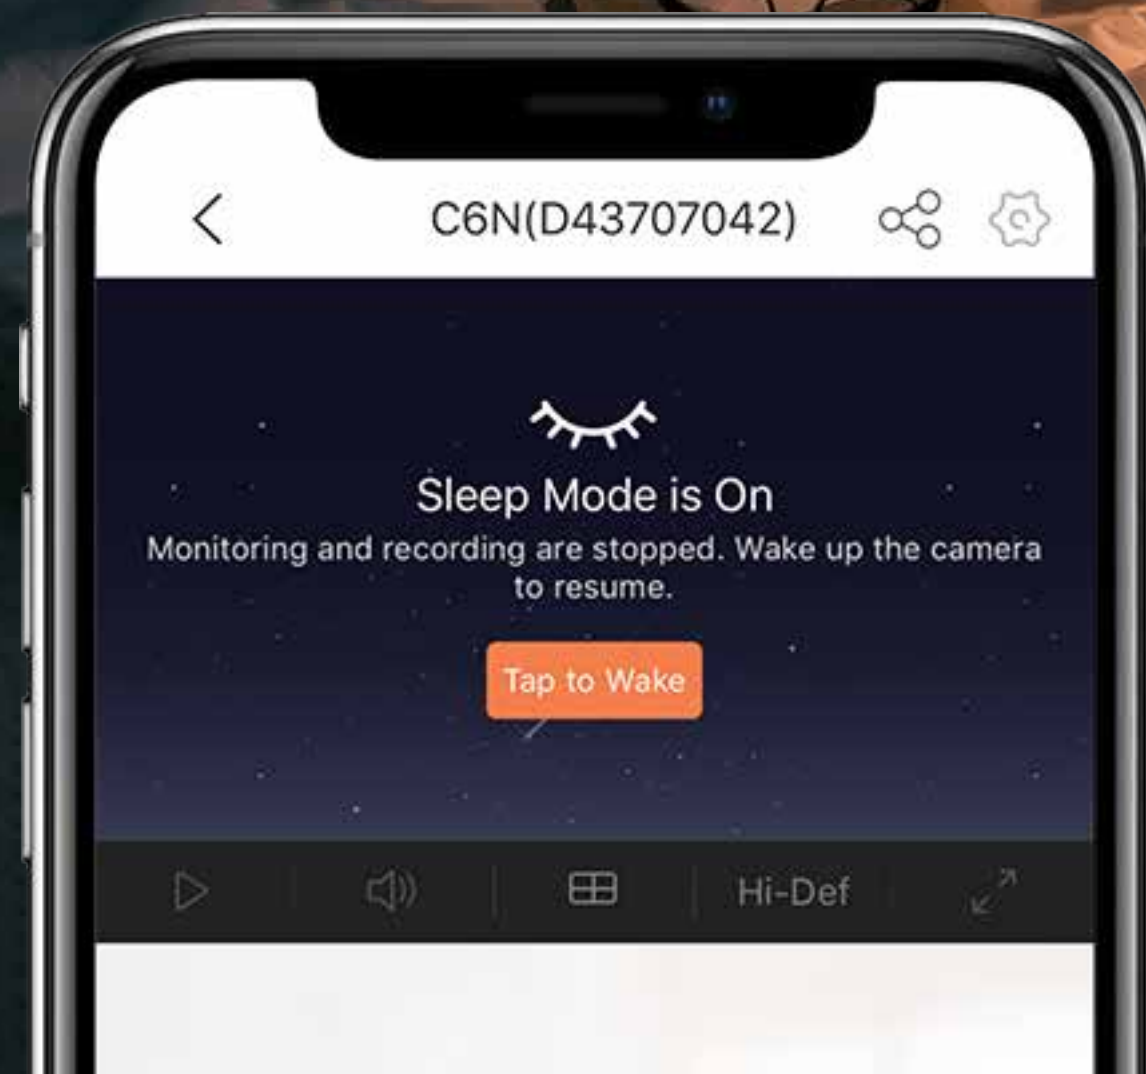 C6N(D43707042)
Sleep Mode is On
Monitoring and recording are stopped. Wake up the camera
to resume.
Tap to Wake
Hi-Def